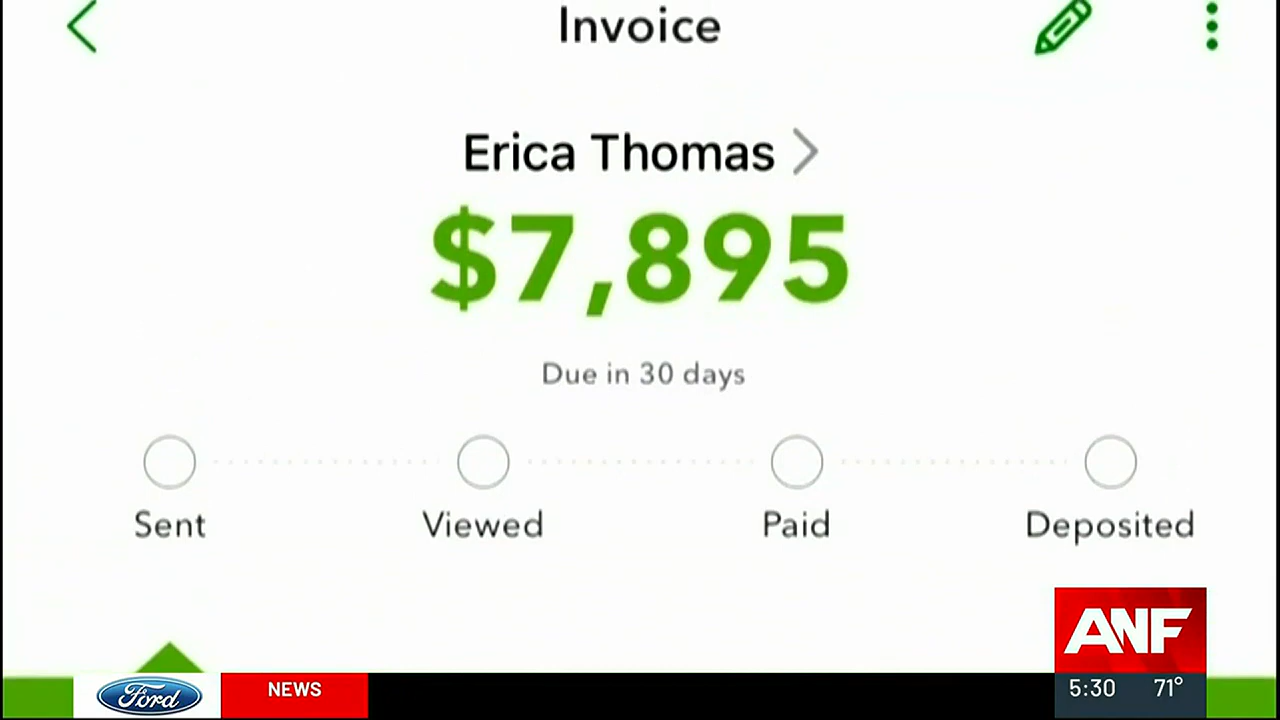 Invoice
Erica Thomas
$7,895
Due in 30 days
Sent Viewed Paid Deposited
ANF
Ford NEWS 5:30 71°